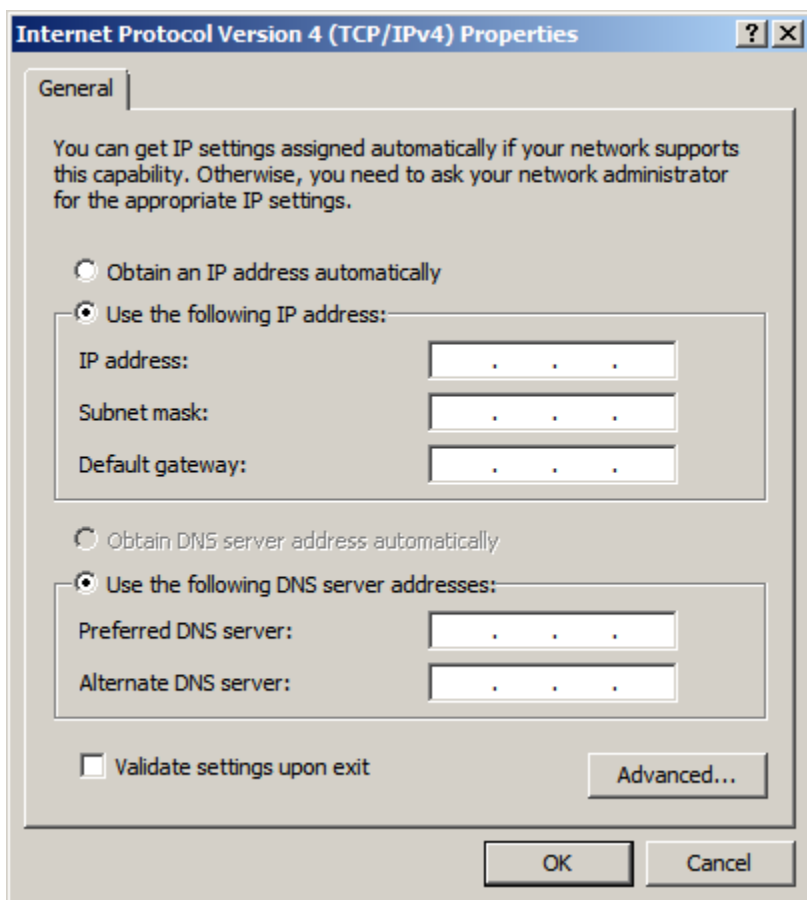 Internet Protocol Version 4 (TCP/IPv4) Properties
General
You can get IP settings assigned automatically if your network supports
this capability. Otherwise, you need to ask your network administrator
for the appropriate IP settings.
Obtain an IP address automatically
Use the following IP address:
IP address: . . .
Subnet mask: . . .
Default gateway: . . .
Obtain DNS server address automatically
Use the following DNS server addresses:
Preferred DNS server: . . .
Alternate DNS server: . . .
Validate settings upon exit
Advanced...
OK Cancel